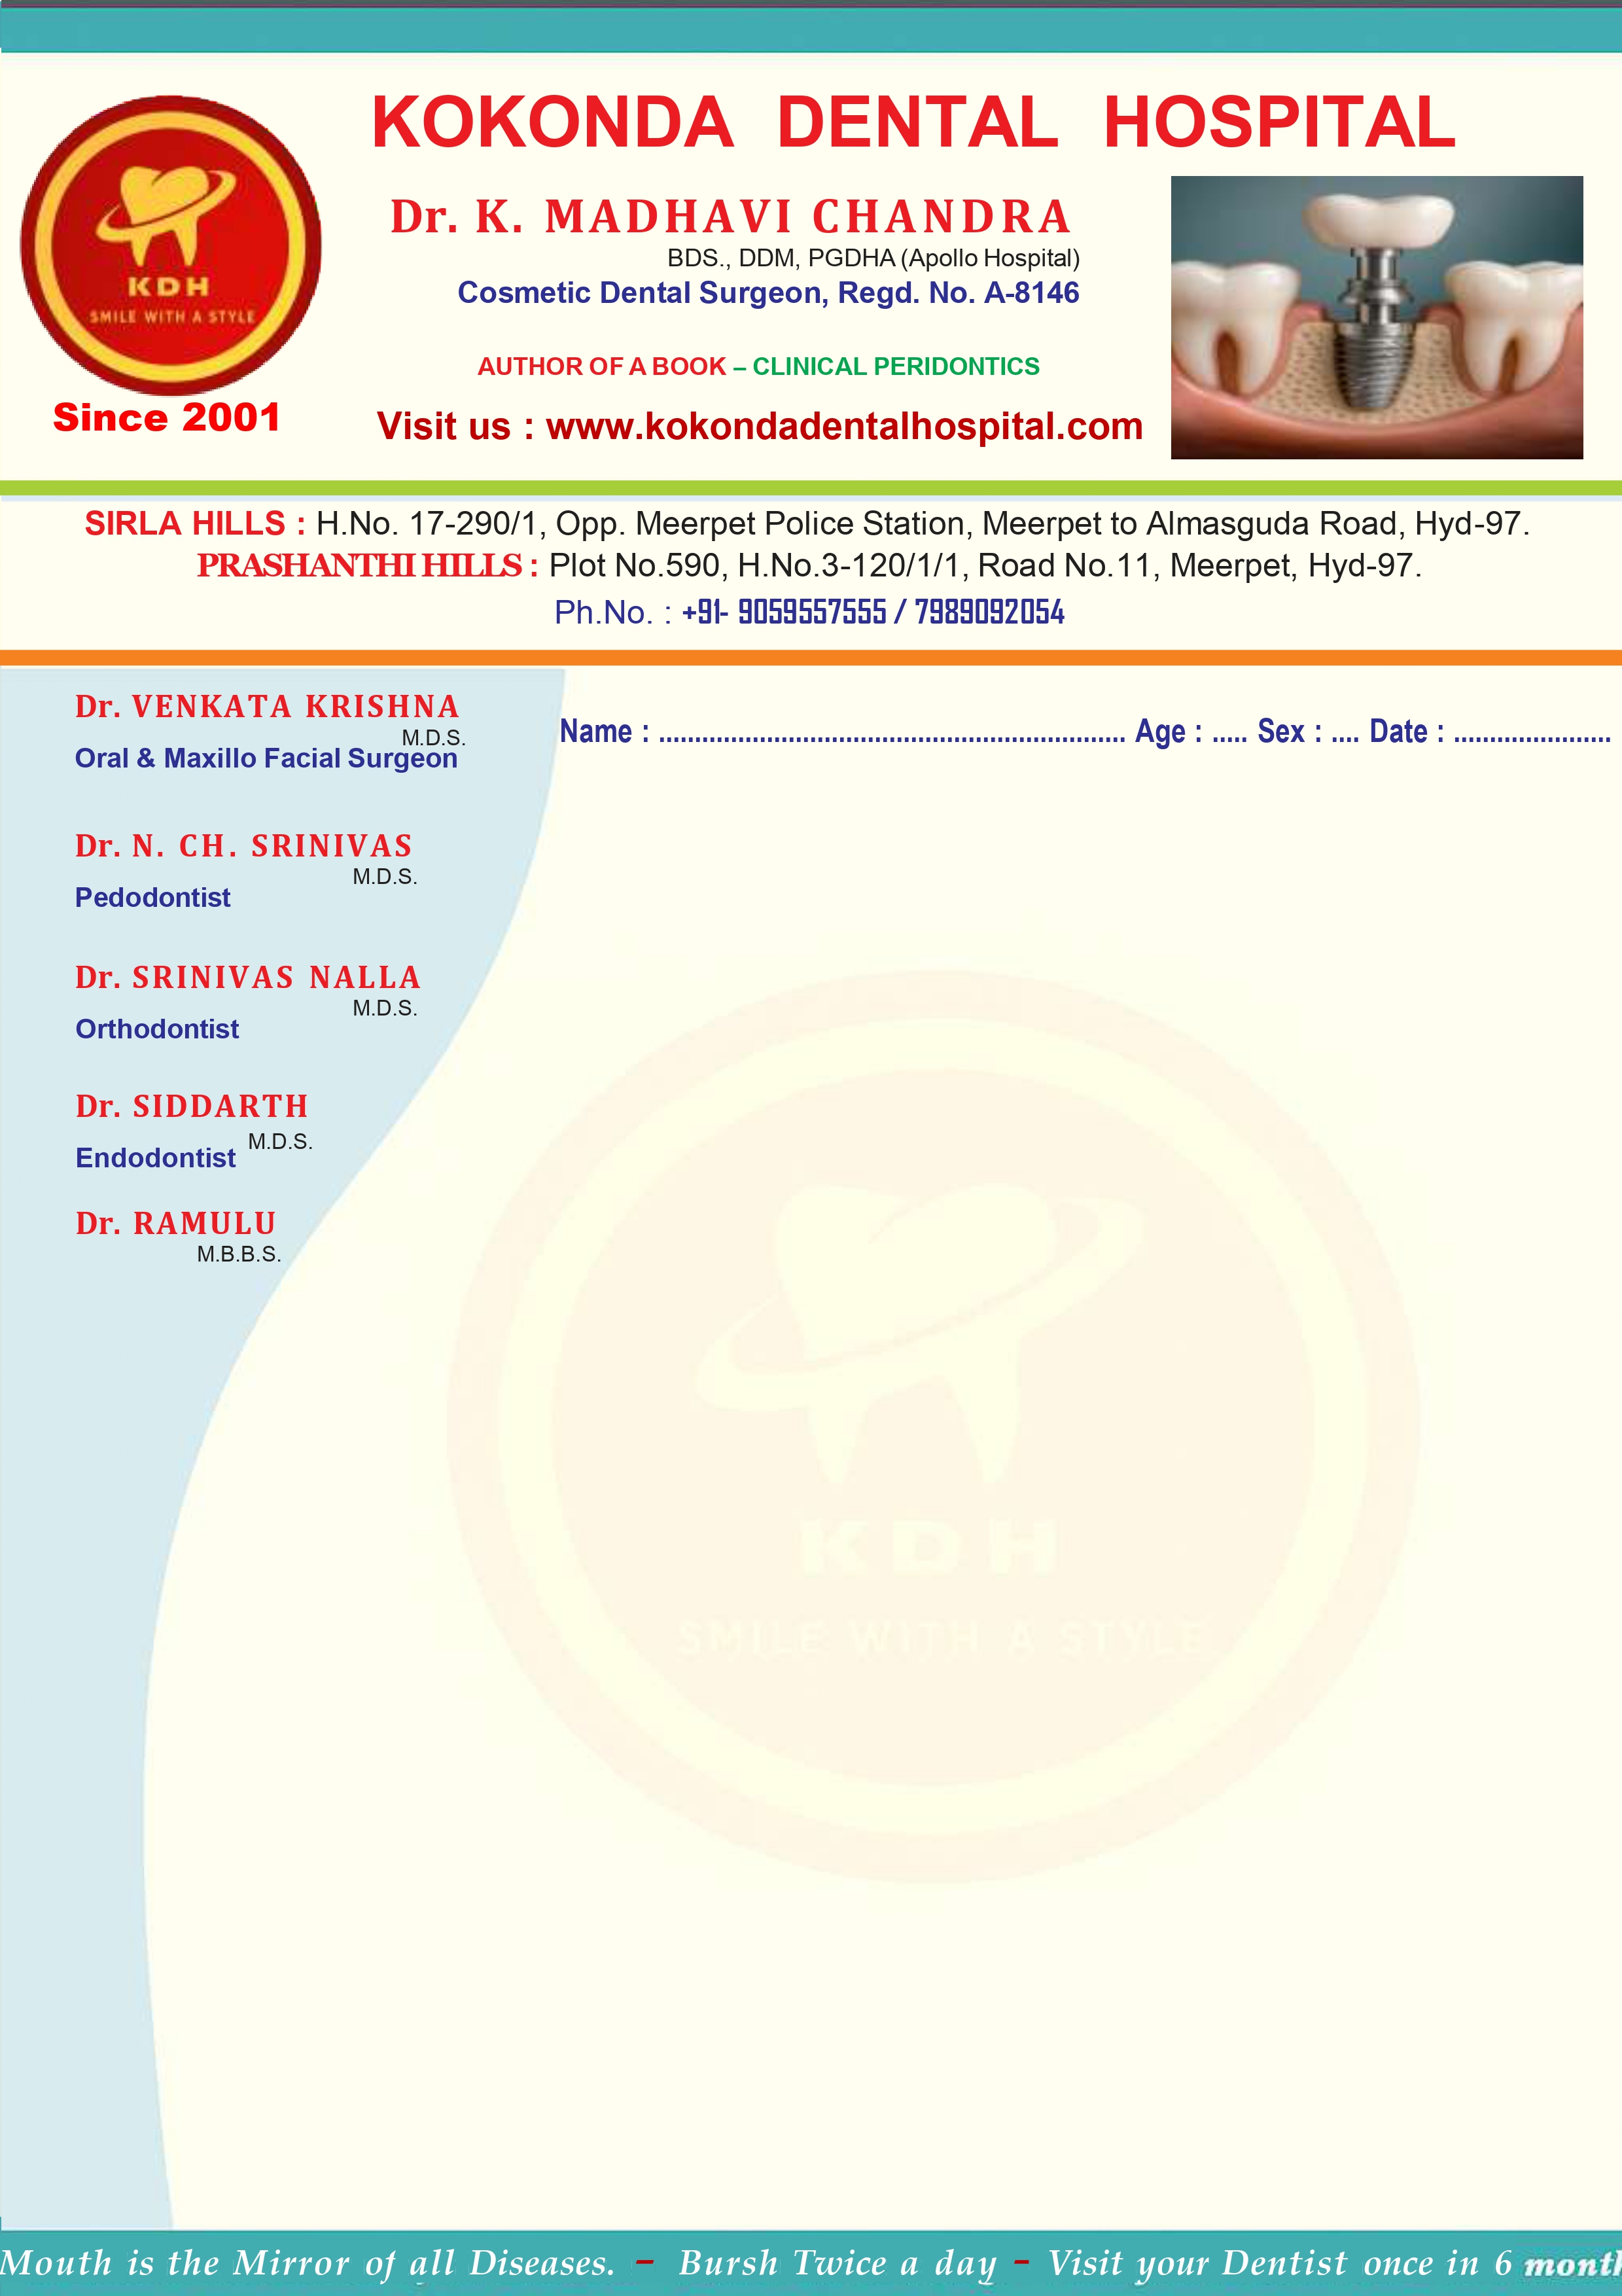 KOKONDA DENTAL HOSPITAL
KDH
SMILE WITH A STYLE
Since 2001
Dr. K. MADHAVI CHANDRA
BDS., DDM, PGDHA (Apollo Hospital)
Cosmetic Dental Surgeon, Regd. No. A-8146
AUTHOR OF A BOOK – CLINICAL PERIDONTICS
Visit us : www.kokondadentalhospital.com
SIRLA HILLS : H.No. 17-290/1, Opp. Meerpet Police Station, Meerpet to Almasguda Road, Hyd-97.
PRASHANTHI HILLS : Plot No.590, H.No.3-120/1/1, Road No.11, Meerpet, Hyd-97.
Ph.No. : +91- 9059557555 / 7989092054
Name : ................................................................. Age : ..... Sex : .... Date : ......................
Dr. VENKATA KRISHNA
M.D.S.
Oral & Maxillo Facial Surgeon
Dr. N. CH. SRINIVAS
M.D.S.
Pedodontist
Dr. SRINIVAS NALLA
M.D.S.
Orthodontist
Dr. SIDDARTH
M.D.S.
Endodontist
Dr. RAMULU
M.B.B.S.
KDH
SMILE WITH A STYLE
Mouth is the Mirror of all Diseases. – Bursh Twice a day – Visit your Dentist once in 6 month